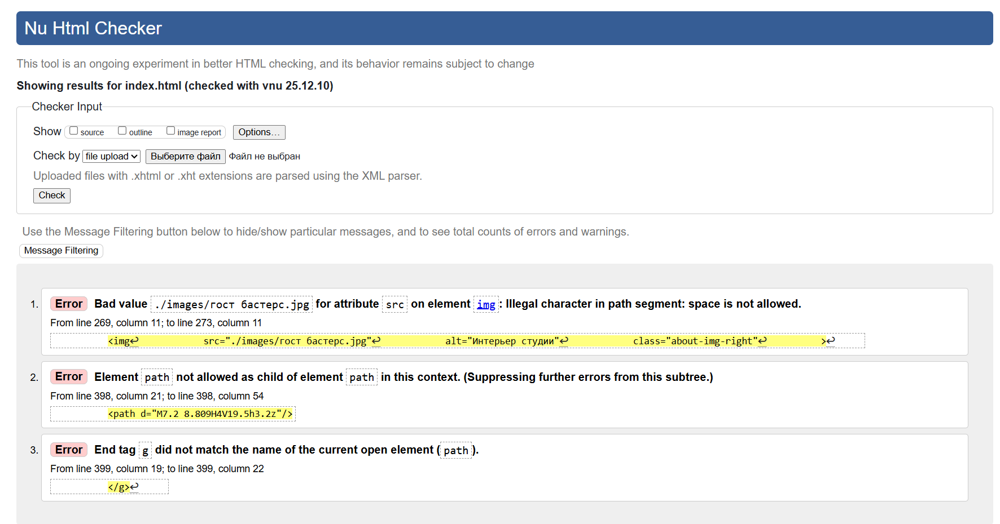 Nu Html Checker
This tool is an ongoing experiment in better HTML checking, and its behavior remains subject to change
Showing results for index.html (checked with vnu 25.12.10)
Checker Input
Show source outline image report Options...
Check by file upload Выберите файл Файл не выбран
Uploaded files with .xhtml or .xht extensions are parsed using the XML parser.
Check
Use the Message Filtering button below to hide/show particular messages, and to see total counts of errors and warnings.
Message Filtering
1. Error Bad value ./images/гост бастерс.jpg for attribute src on element img: Illegal character in path segment: space is not allowed.
From line 269, column 11; to line 273, column 11
<img↩ src="./images/гост бастерс.jpg"↩ alt="Интерьер студии"↩ class="about-img-right"↩ >↩
2. Error Element path not allowed as child of element path in this context. (Suppressing further errors from this subtree.)
From line 398, column 21; to line 398, column 54
<path d="M7.2 8.809H4V19.5h3.2z"/>
3. Error End tag g did not match the name of the current open element (path).
From line 399, column 19; to line 399, column 22
</g>↩